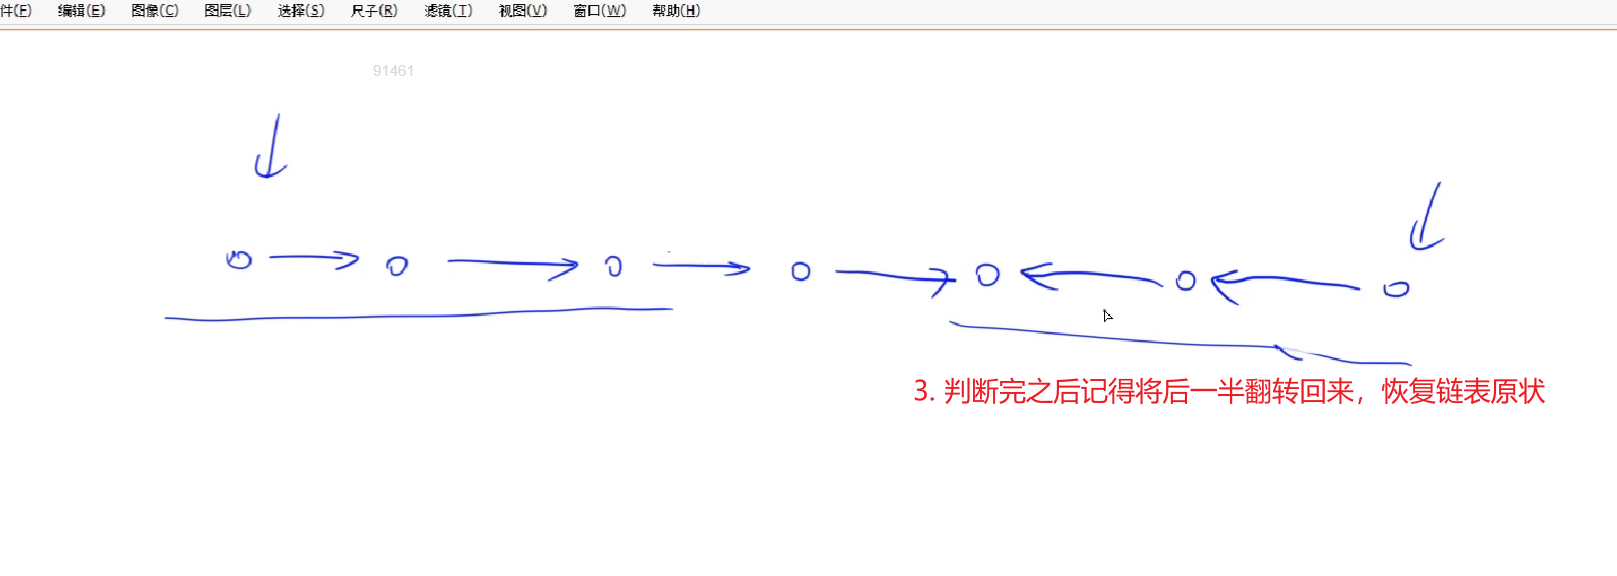 件(F) 编辑(E) 图像(C) 图层(L) 选择(S) 尺子(R) 滤镜(T) 视图(V) 窗口(W) 帮助(H)
91461
3. 判断完之后记得将后一半翻转回来，恢复链表原状